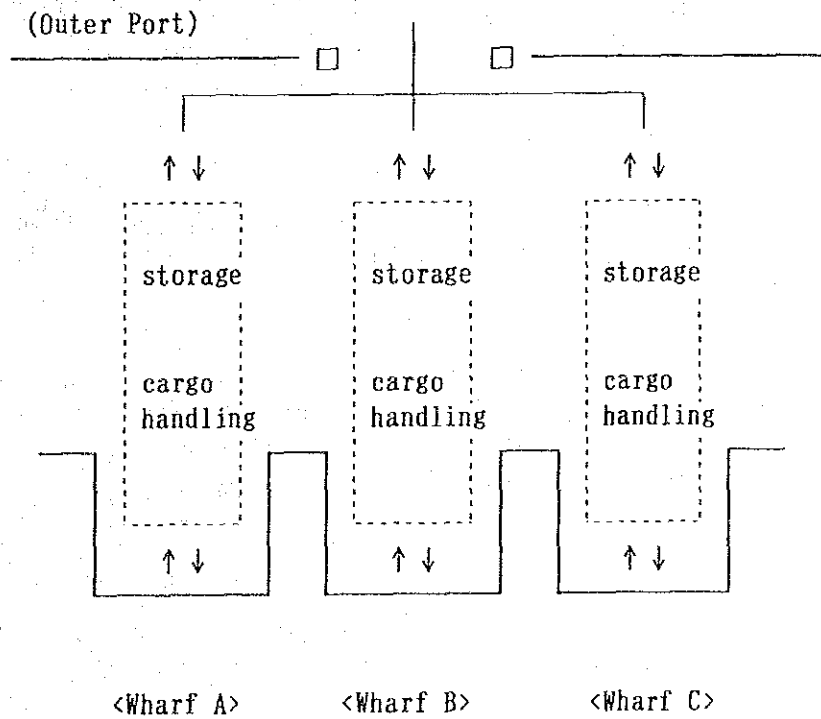 (Outer Port)
↑ ↓ ↑ ↓ ↑ ↓
storage storage storage
cargo cargo cargo
handling handling handling
↑ ↓ ↑ ↓ ↑ ↓
<Wharf A> <Wharf B> <Wharf C>